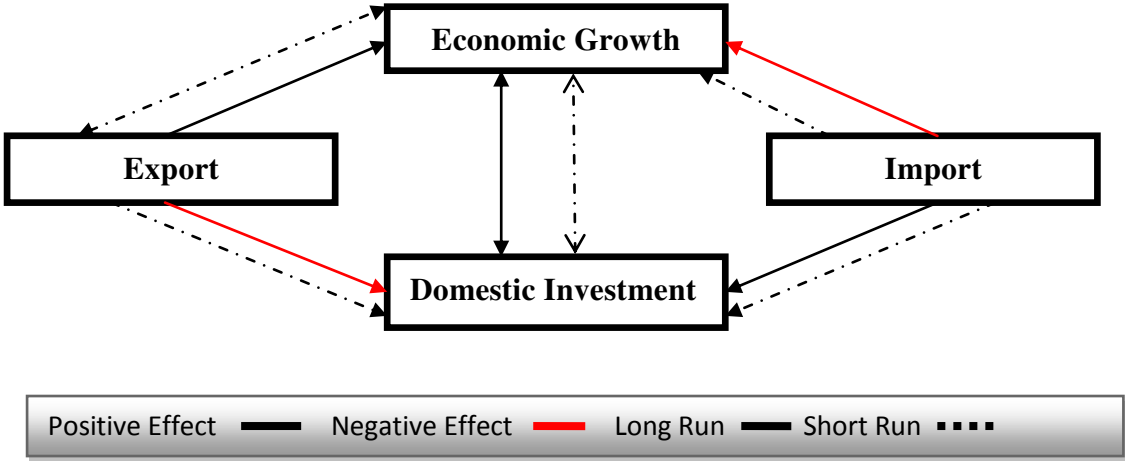 Economic Growth
Export
Import
Domestic Investment
Positive Effect Negative Effect Long Run Short Run